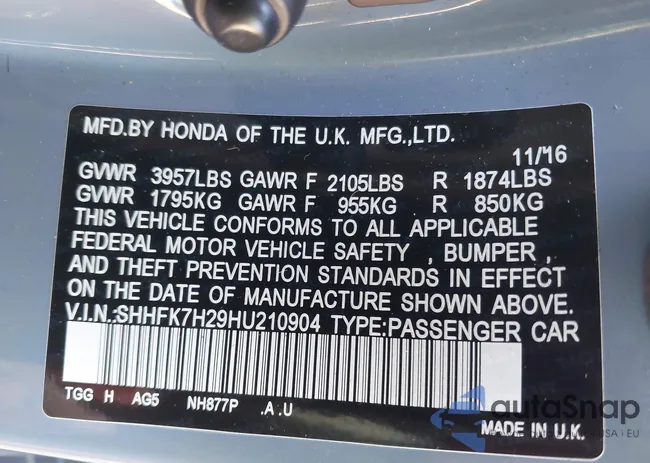 MFD.BY HONDA OF THE U.K. MFG.,LTD.
11/'16
GVWR 3957LBS GAWR F 2105LBS R 1874LBS
GVWR 1795KG GAWR F 955KG R 850KG
THIS VEHICLE CONFORMS TO ALL APPLICABLE
FEDERAL MOTOR VEHICLE SAFETY , BUMPER ,
AND THEFT PREVENTION STANDARDS IN EFFECT
ON THE DATE OF MANUFACTURE SHOWN ABOVE.
V.I.N.:SHHFK7H29HU210904 TYPE:PASSENGER CAR
TGG H AG5 NH877P .A .U
MADE IN U.K.
autoSnap
USA | EU